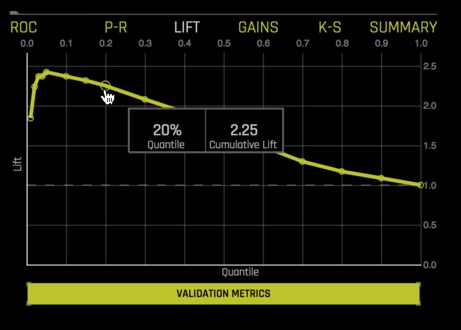 ROC P-R LIFT GAINS K-S SUMMARY
0.0 0.1 0.2 0.3 0.4 0.5 0.6 0.7 0.8 0.9 1.0
2.5
2.0
20% 2.25
Quantile Cumulative Lift
1.5
Lift
1.0
0.5
0.0
Quantile
VALIDATION METRICS